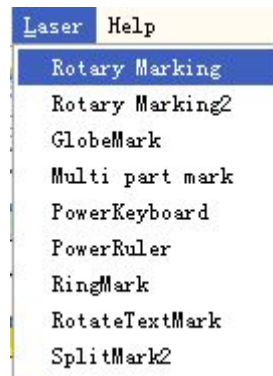 Laser Help
Rotary Marking
Rotary Marking2
GlobeMark
Multi part mark
PowerKeyboard
PowerRuler
RingMark
RotateTextMark
SplitMark2